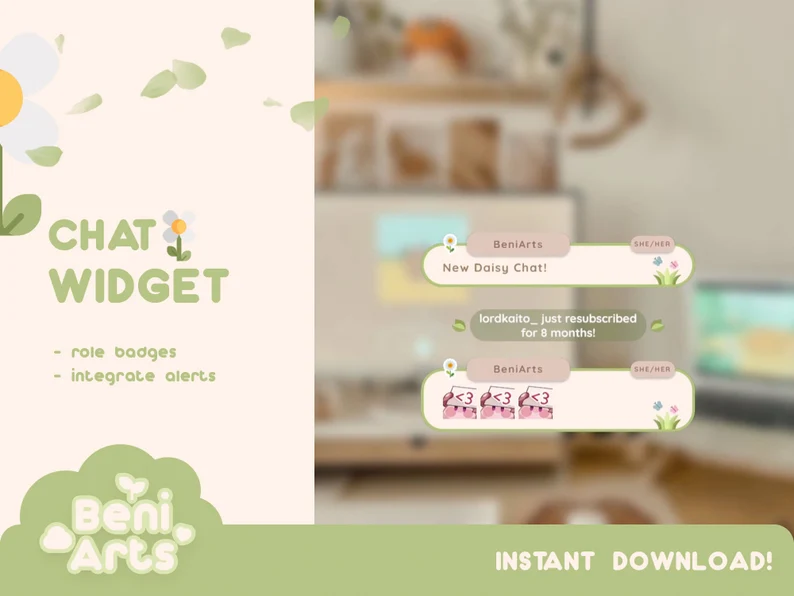 CHAT
WIDGET
- role badges
- integrate alerts
BeniArts
SHE/HER
New Daisy Chat!
lordkaito_ just resubscribed
for 8 months!
BeniArts
SHE/HER
<3 <3 <3
Beni
Arts
INSTANT DOWNLOAD!